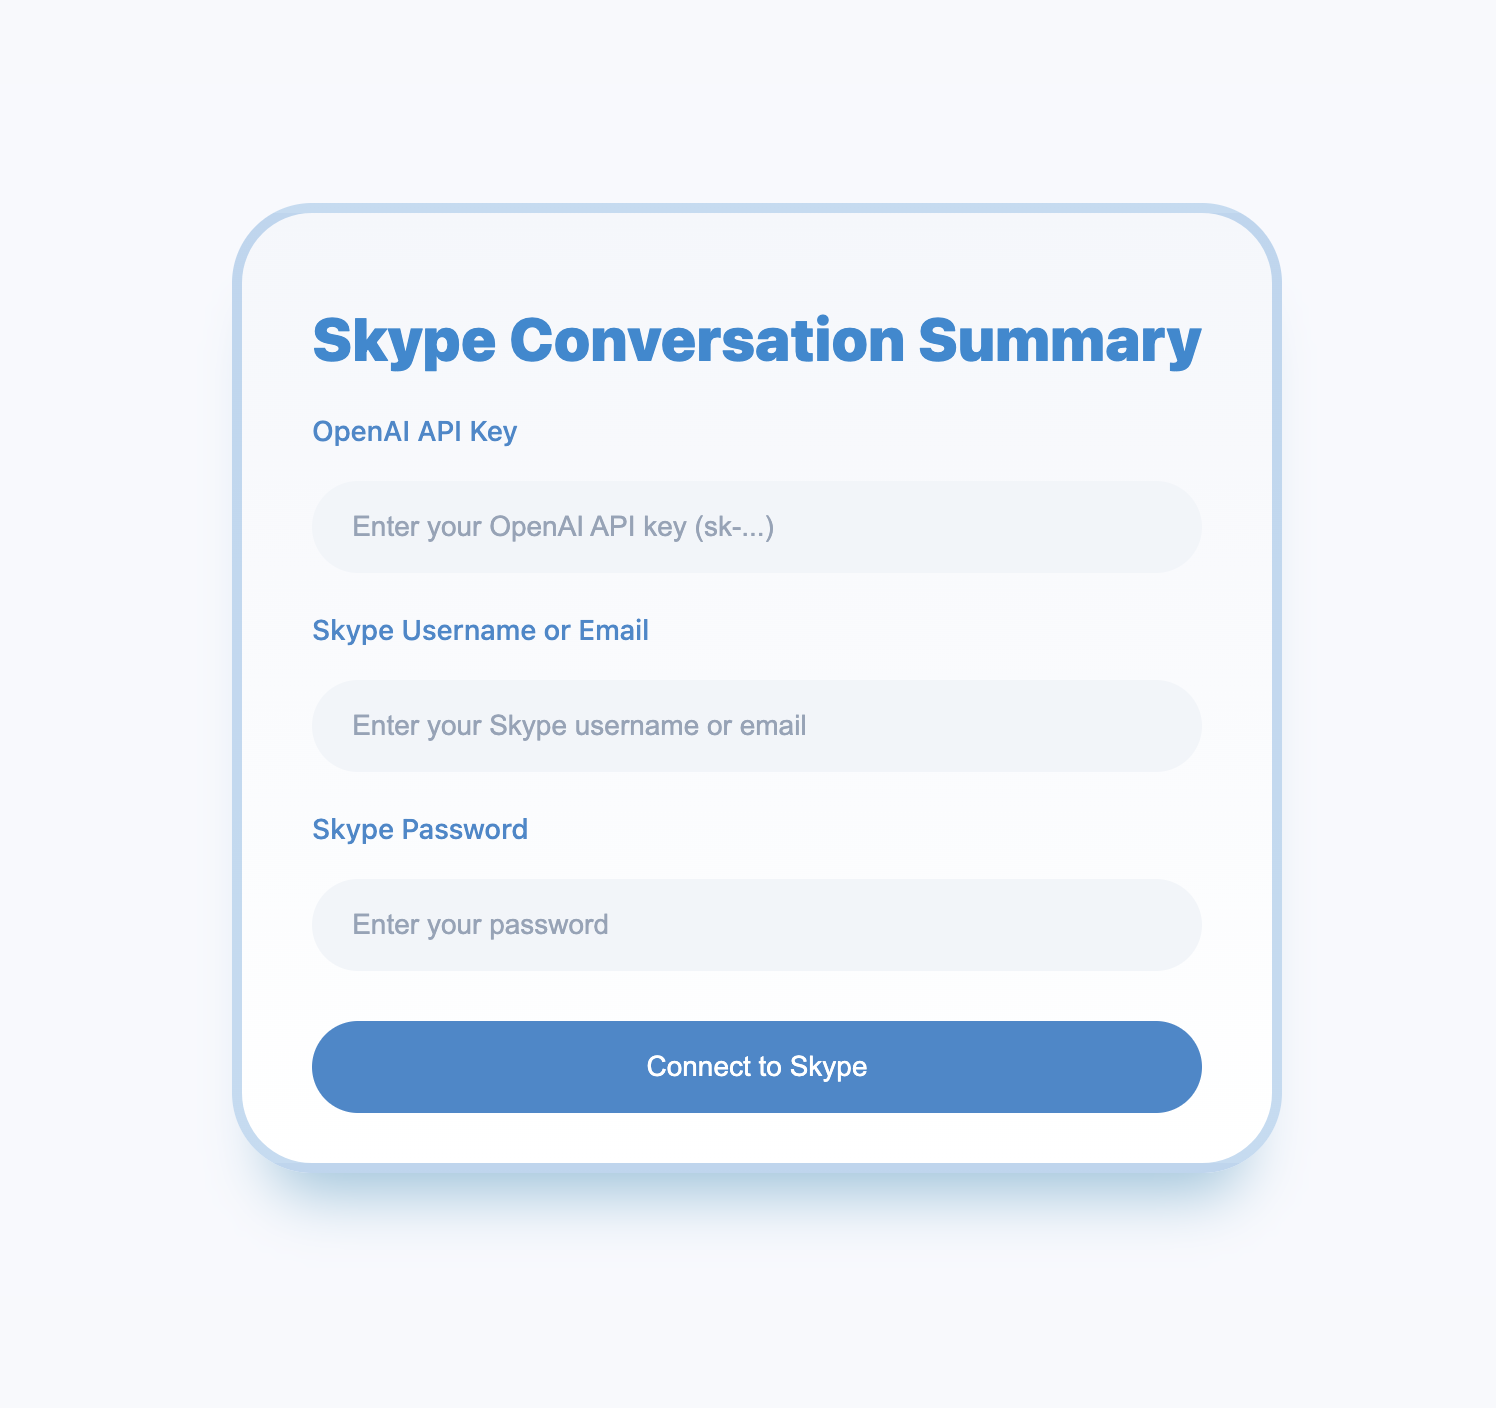 Skype Conversation Summary
OpenAI API Key
Enter your OpenAI API key (sk-...)
Skype Username or Email
Enter your Skype username or email
Skype Password
Enter your password
Connect to Skype